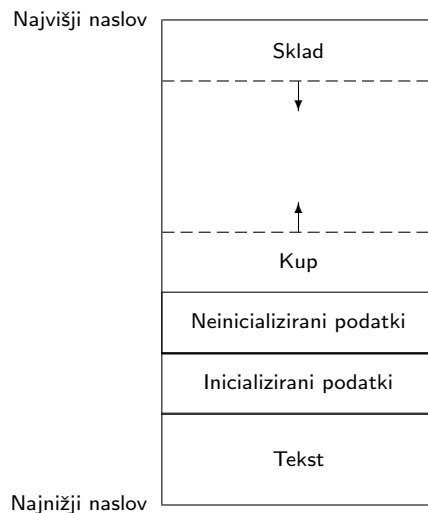 Najvišji naslov
Sklad
Kup
Neinicializirani podatki
Inicializirani podatki
Tekst
Najnižji naslov